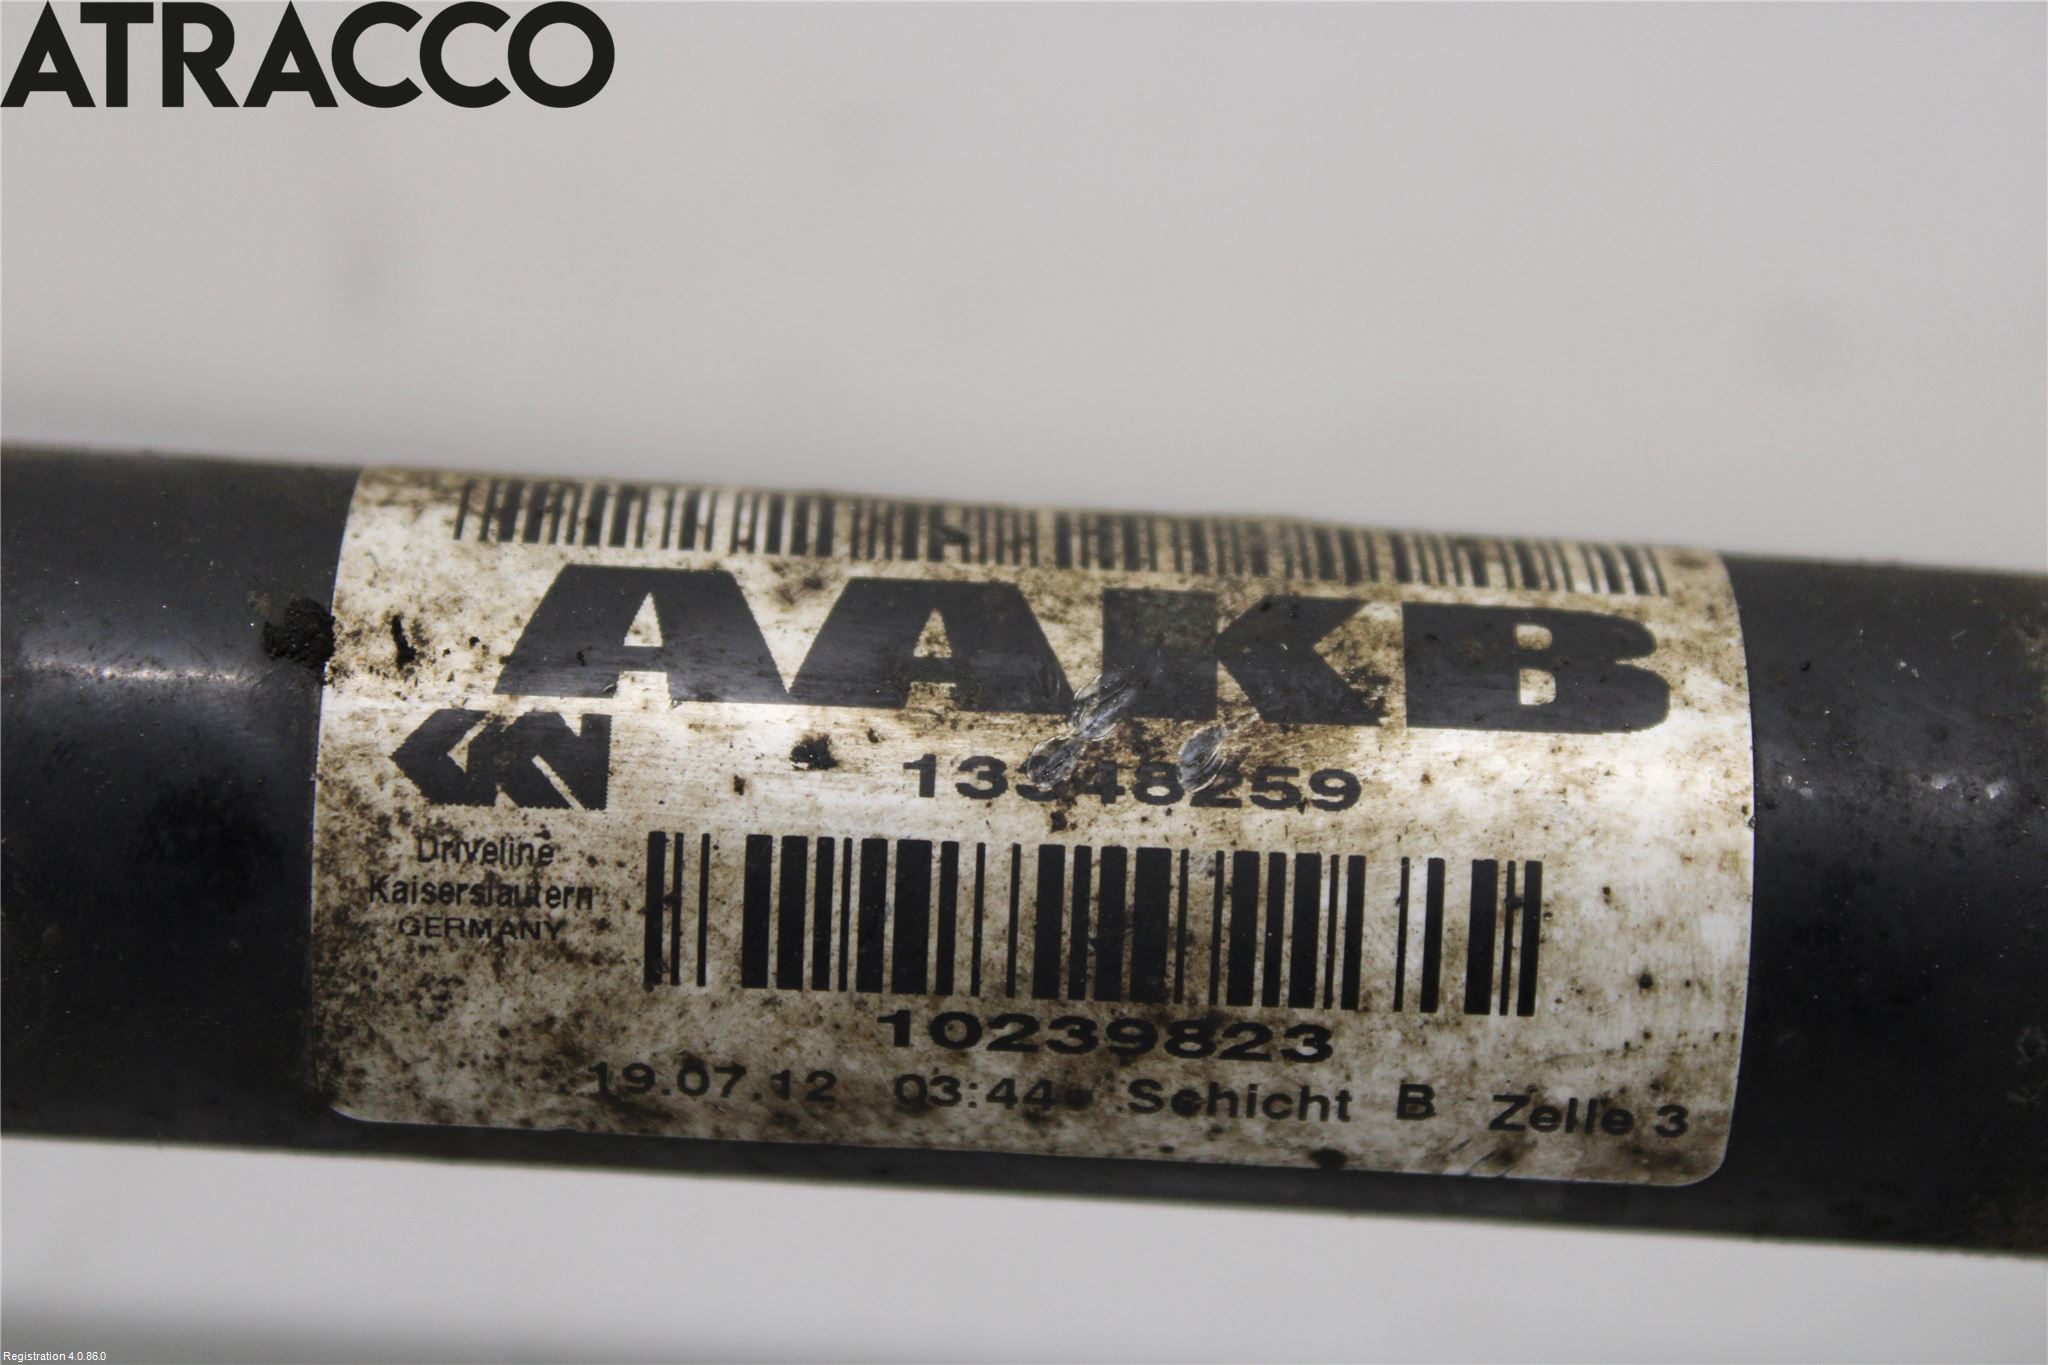 ATRACCO
AAKB
GKN
13348259
Driveline
Kaiserslautern
GERMANY
10239823
19.07.12 03:44 Schicht B Zelle 3
Registration 4.0.86.0